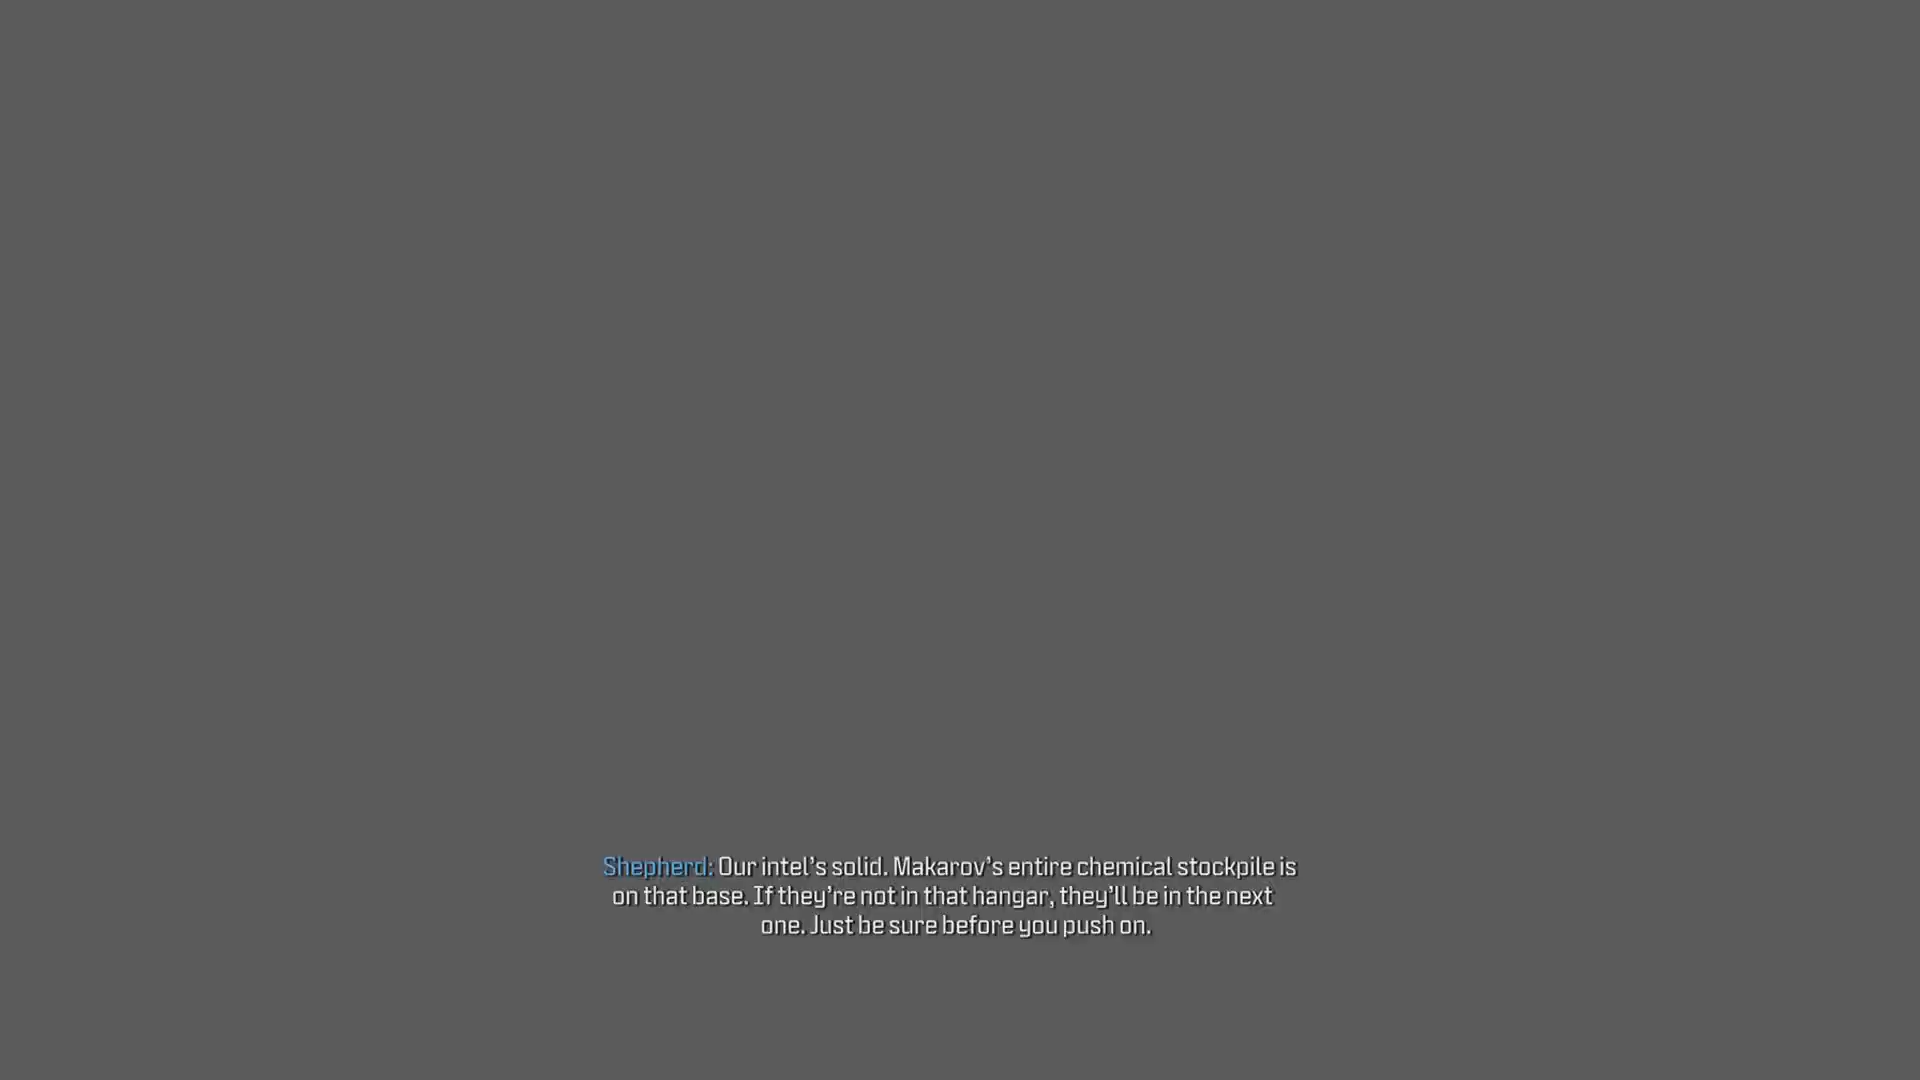 Shepherd: Our intel's solid. Makarov's entire chemical stockpile is
on that base. If they're not in that hangar, they'll be in the next
one. Just be sure before you push on.